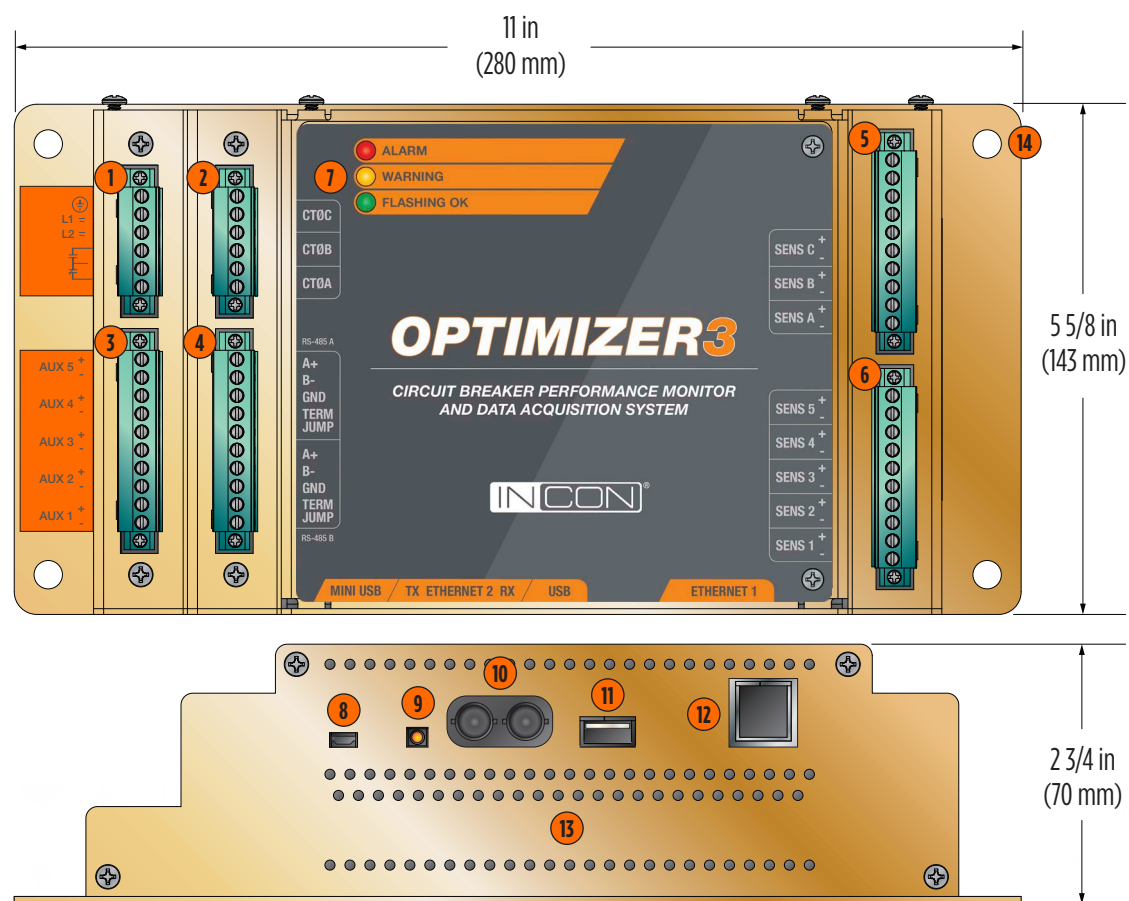 11 in
(280 mm)
ALARM
WARNING
FLASHING OK
1
2
7
5
14
L1 =
L2 =
CTØC
CTØB
CTØA
SENS C + -
SENS B + -
SENS A + -
3
4
6
5 5/8 in
(143 mm)
RS-485 A
A+
B-
GND
TERM
JUMP
A+
B-
GND
TERM
JUMP
RS-485 B
OPTIMIZER3
CIRCUIT BREAKER PERFORMANCE MONITOR
AND DATA ACQUISITION SYSTEM
INCON®
AUX 5 + -
AUX 4 + -
AUX 3 + -
AUX 2 + -
AUX 1 + -
SENS 5 + -
SENS 4 + -
SENS 3 + -
SENS 2 + -
SENS 1 + -
MINI USB
TX ETHERNET 2 RX
USB
ETHERNET 1
8
9
10
11
12
13
2 3/4 in
(70 mm)